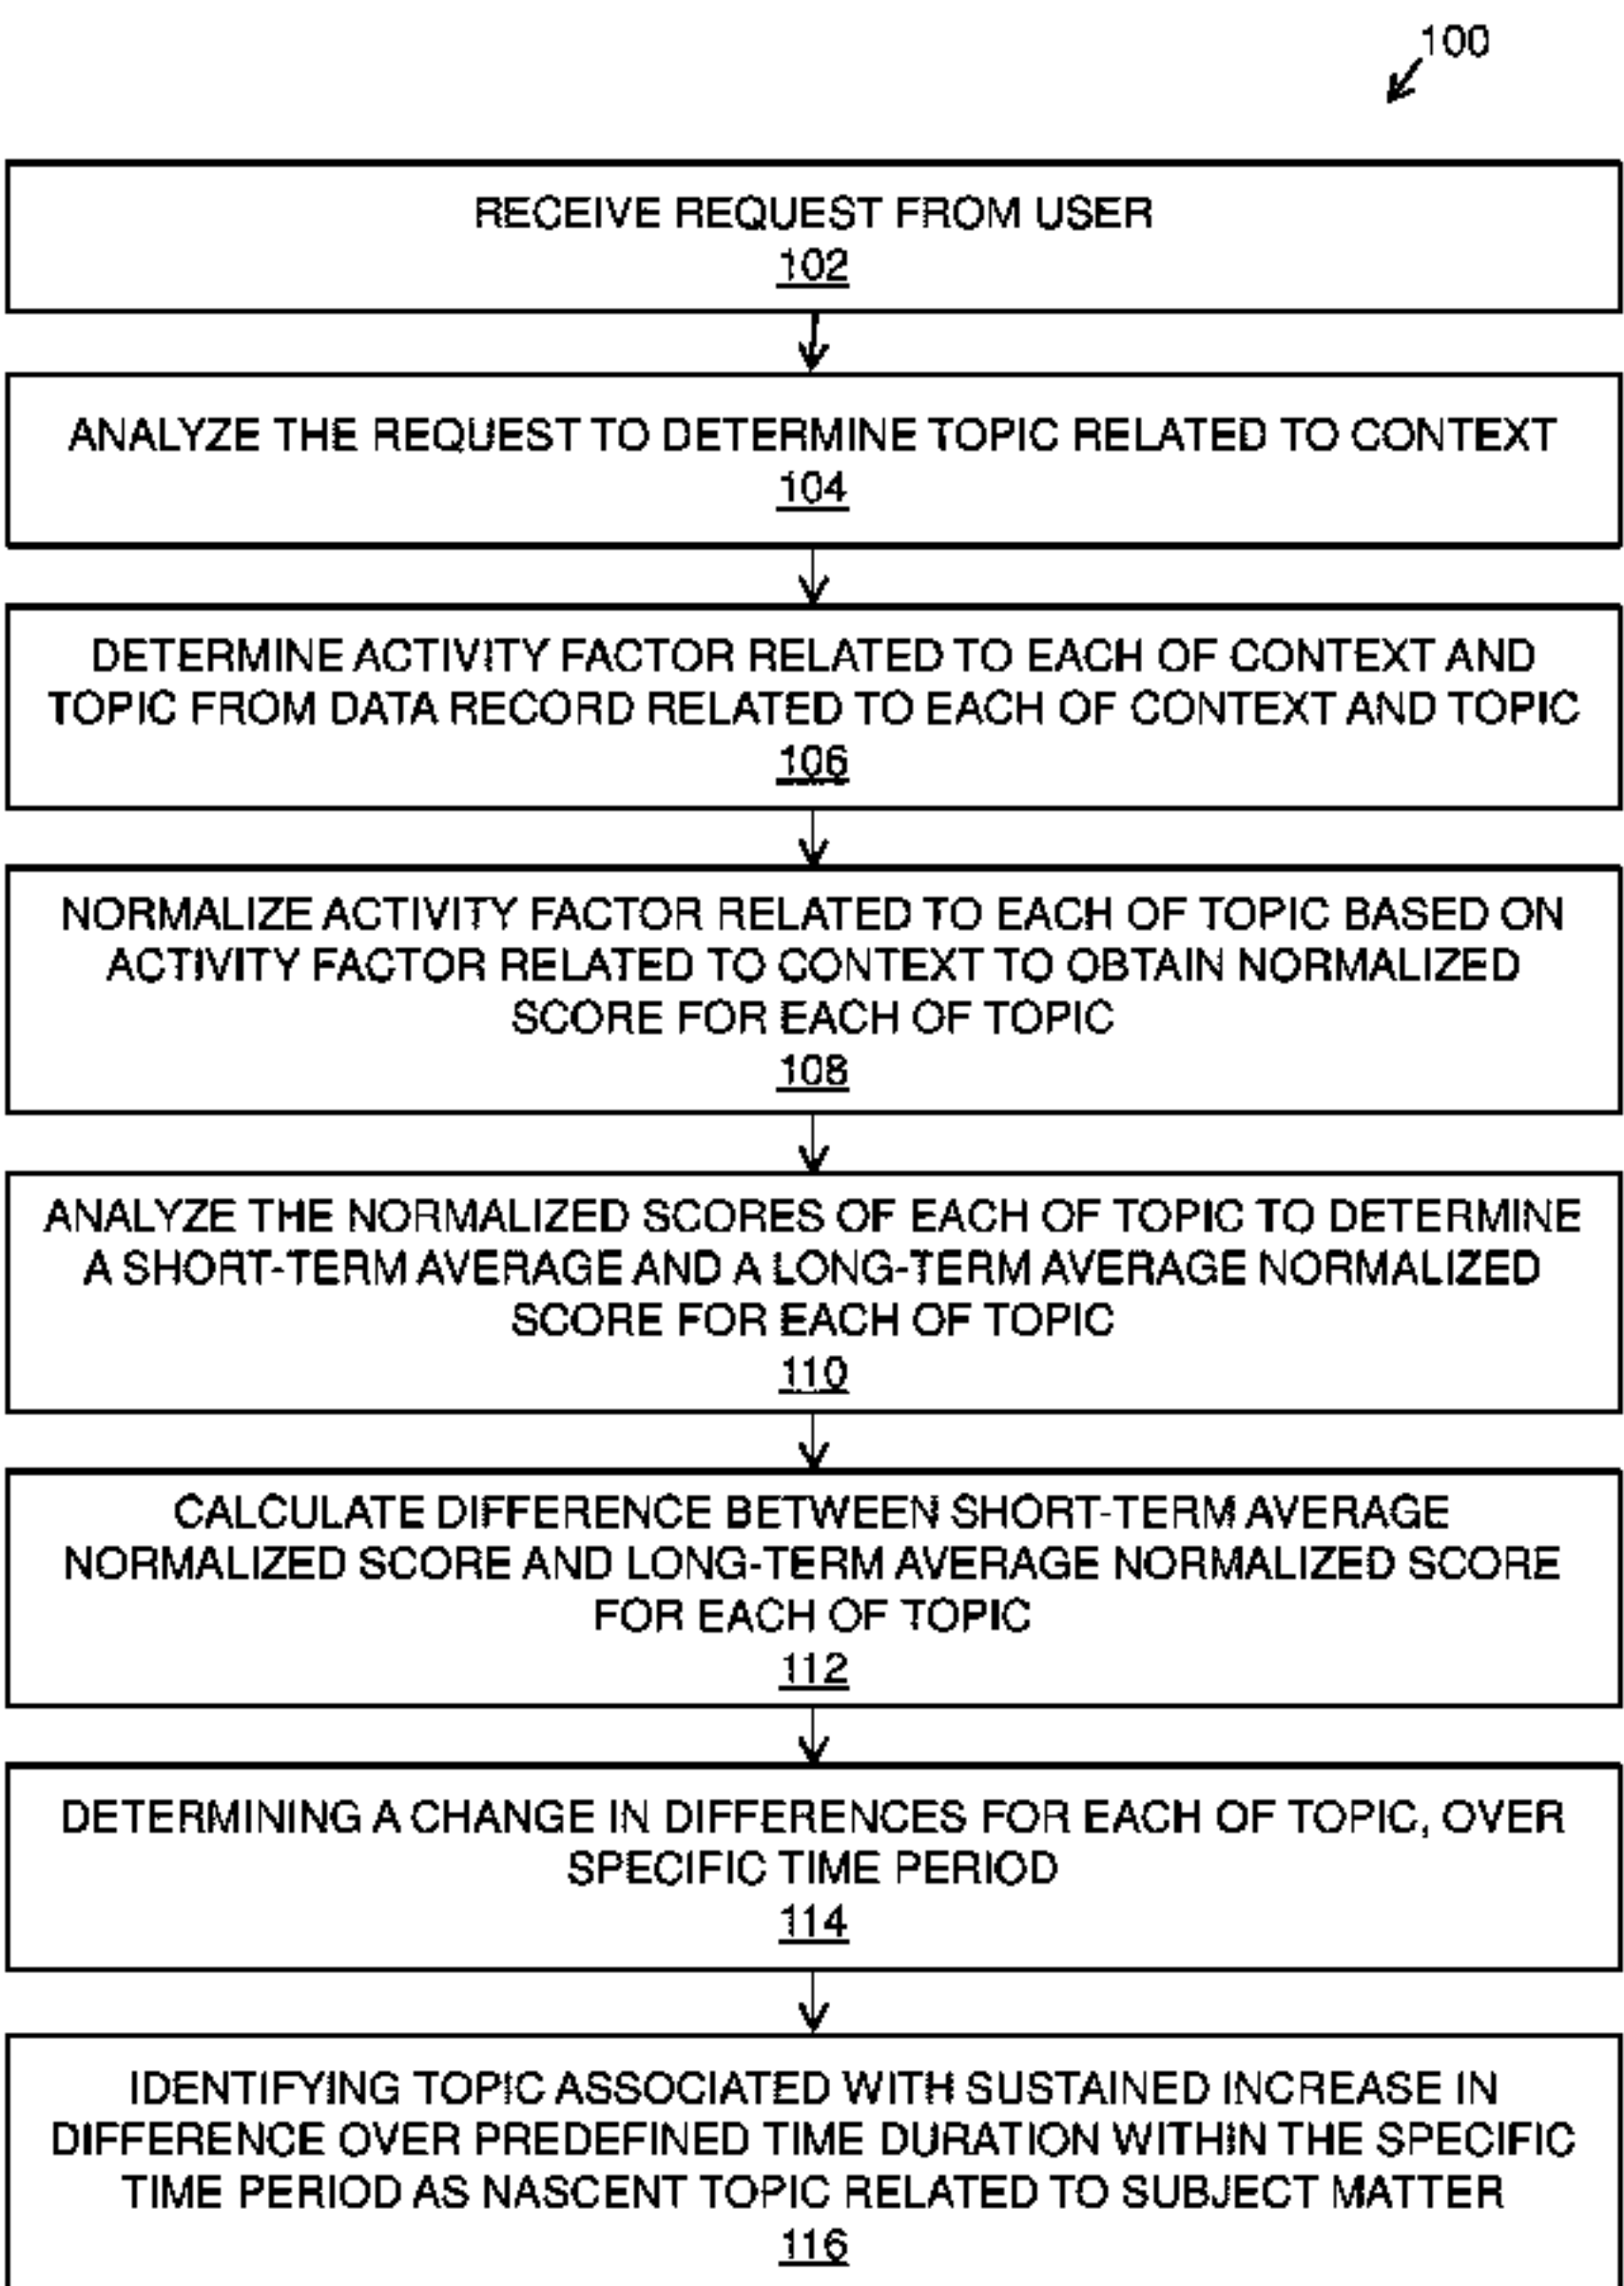 100
RECEIVE REQUEST FROM USER
102
ANALYZE THE REQUEST TO DETERMINE TOPIC RELATED TO CONTEXT
104
DETERMINE ACTIVITY FACTOR RELATED TO EACH OF CONTEXT AND
TOPIC FROM DATA RECORD RELATED TO EACH OF CONTEXT AND TOPIC
106
NORMALIZE ACTIVITY FACTOR RELATED TO EACH OF TOPIC BASED ON
ACTIVITY FACTOR RELATED TO CONTEXT TO OBTAIN NORMALIZED
SCORE FOR EACH OF TOPIC
108
ANALYZE THE NORMALIZED SCORES OF EACH OF TOPIC TO DETERMINE
A SHORT-TERM AVERAGE AND A LONG-TERM AVERAGE NORMALIZED
SCORE FOR EACH OF TOPIC
110
CALCULATE DIFFERENCE BETWEEN SHORT-TERM AVERAGE
NORMALIZED SCORE AND LONG-TERM AVERAGE NORMALIZED SCORE
FOR EACH OF TOPIC
112
DETERMINING A CHANGE IN DIFFERENCES FOR EACH OF TOPIC, OVER
SPECIFIC TIME PERIOD
114
IDENTIFYING TOPIC ASSOCIATED WITH SUSTAINED INCREASE IN
DIFFERENCE OVER PREDEFINED TIME DURATION WITHIN THE SPECIFIC
TIME PERIOD AS NASCENT TOPIC RELATED TO SUBJECT MATTER
116